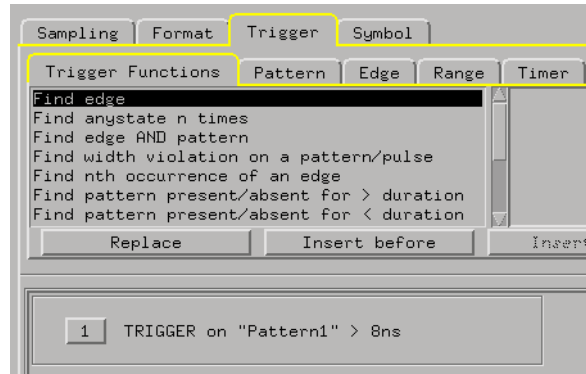 Sampling Format Trigger Symbol
Trigger Functions Pattern Edge Range Timer
Find edge
Find anystate n times
Find edge AND pattern
Find width violation on a pattern/pulse
Find nth occurrence of an edge
Find pattern present/absent for > duration
Find pattern present/absent for < duration
Replace Insert before Insert
1 TRIGGER on "Pattern1" > 8ns